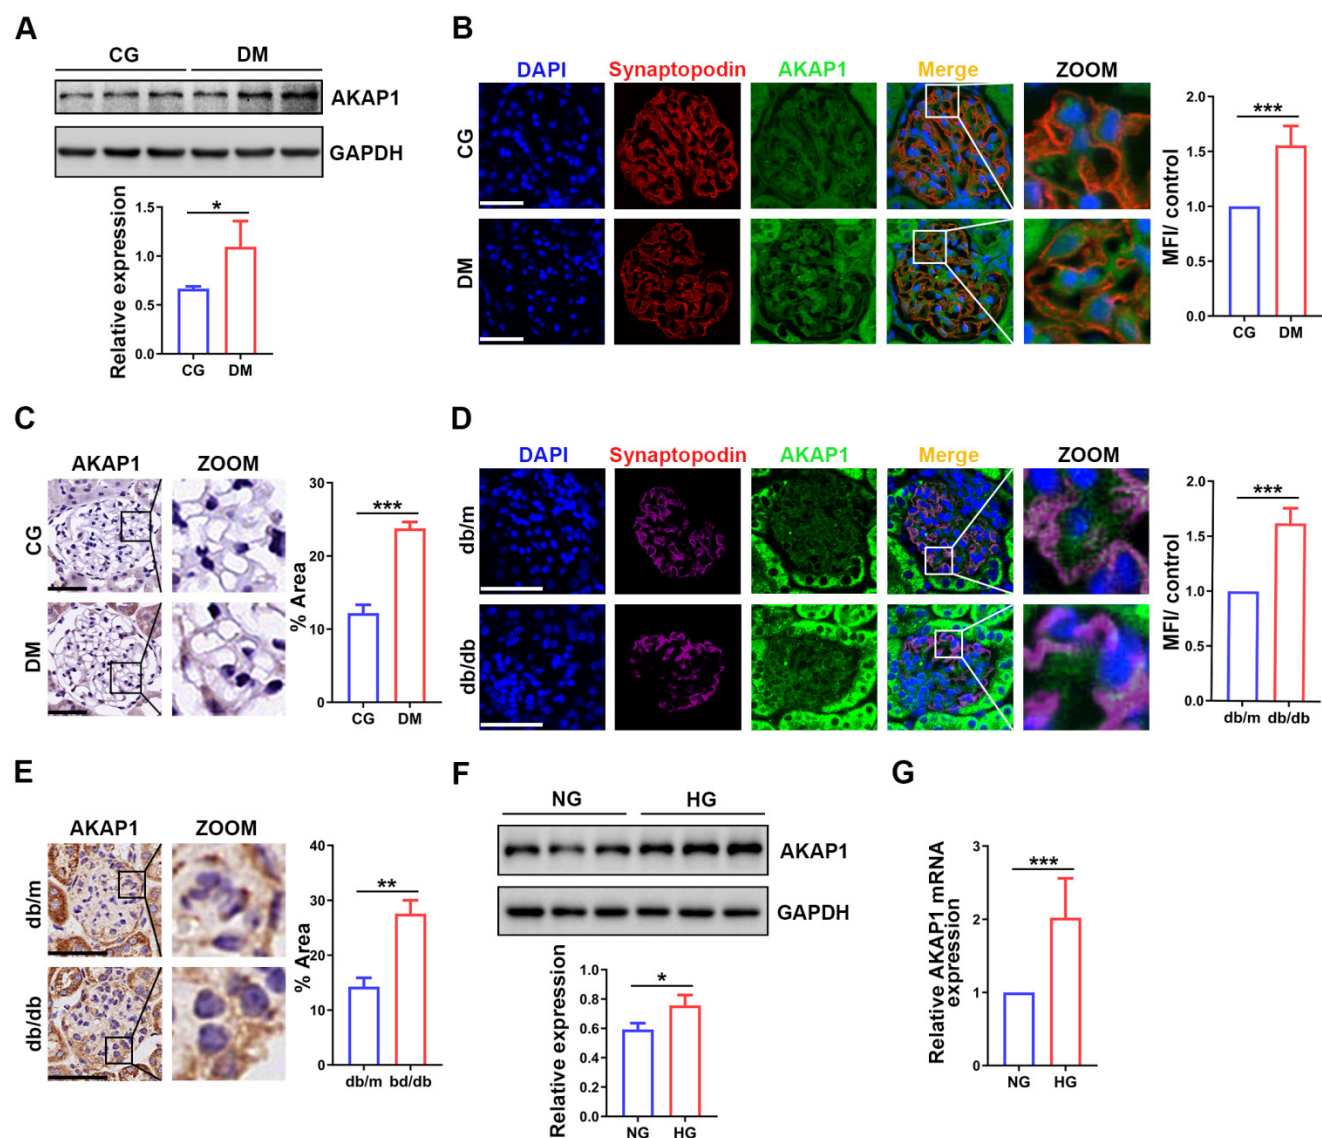 A
CG DM
AKAP1
GAPDH
Relative expression
1.5
1.0
0.5
0.0
*
CG DM
B
DAPI Synaptopodin AKAP1 Merge ZOOM
CG
DM
MFI/ control
2.0
1.5
1.0
0.5
0.0
***
CG DM
C
AKAP1 ZOOM
CG
DM
% Area
30
20
10
0
***
CG DM
D
DAPI Synaptopodin AKAP1 Merge ZOOM
db/m
db/db
MFI/ control
2.0
1.5
1.0
0.5
0.0
***
db/m db/db
E
AKAP1 ZOOM
db/m
db/db
% Area
40
30
20
10
0
**
db/m bd/db
F
NG HG
AKAP1
GAPDH
Relative expression
1.0
0.8
0.6
0.4
0.2
0.0
*
NG HG
G
Relative AKAP1 mRNA
expression
3
2
1
0
***
NG HG